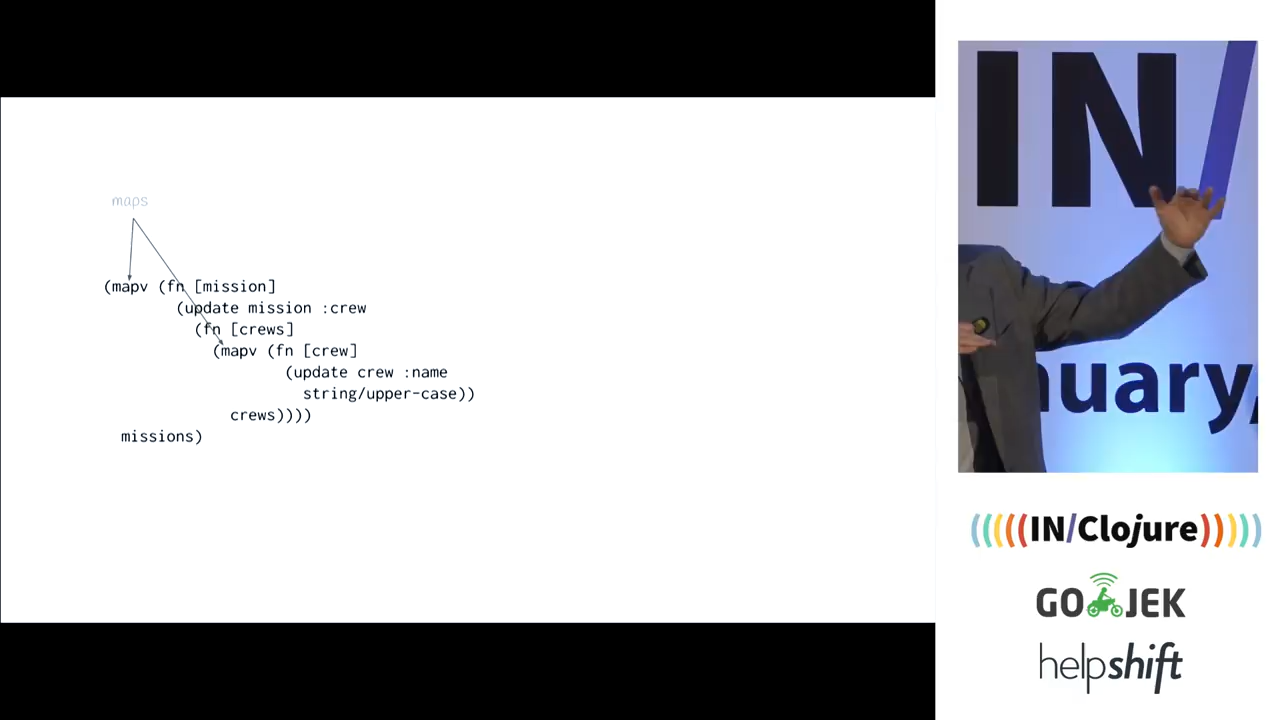 maps
(mapv (fn [mission]
(update mission :crew
(fn [crews]
(mapv (fn [crew]
(update crew :name
string/upper-case))
crews))))
missions)
IN/
nuary,
(((((IN/Clojure)))))
GO JEK
helpshift